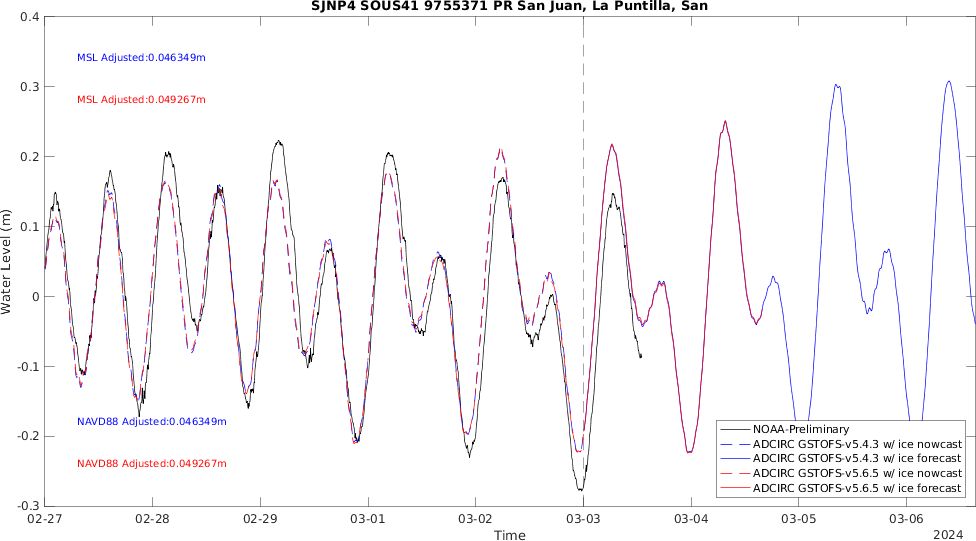 SJNP4 SOUS41 9755371 PR San Juan, La Puntilla, San
0.4
MSL Adjusted:0.046349m
0.3
MSL Adjusted:0.049267m
0.2
0.1
Water Level (m)
0
-0.1
NAVD88 Adjusted:0.046349m
-0.2
NAVD88 Adjusted:0.049267m
-0.3
NOAA-Preliminary
ADCIRC GSTOFS-v5.4.3 w/ ice nowcast
ADCIRC GSTOFS-v5.4.3 w/ ice forecast
ADCIRC GSTOFS-v5.6.5 w/ ice nowcast
ADCIRC GSTOFS-v5.6.5 w/ ice forecast
02-27 02-28 02-29 03-01 03-02 03-03 03-04 03-05 03-06
Time
2024